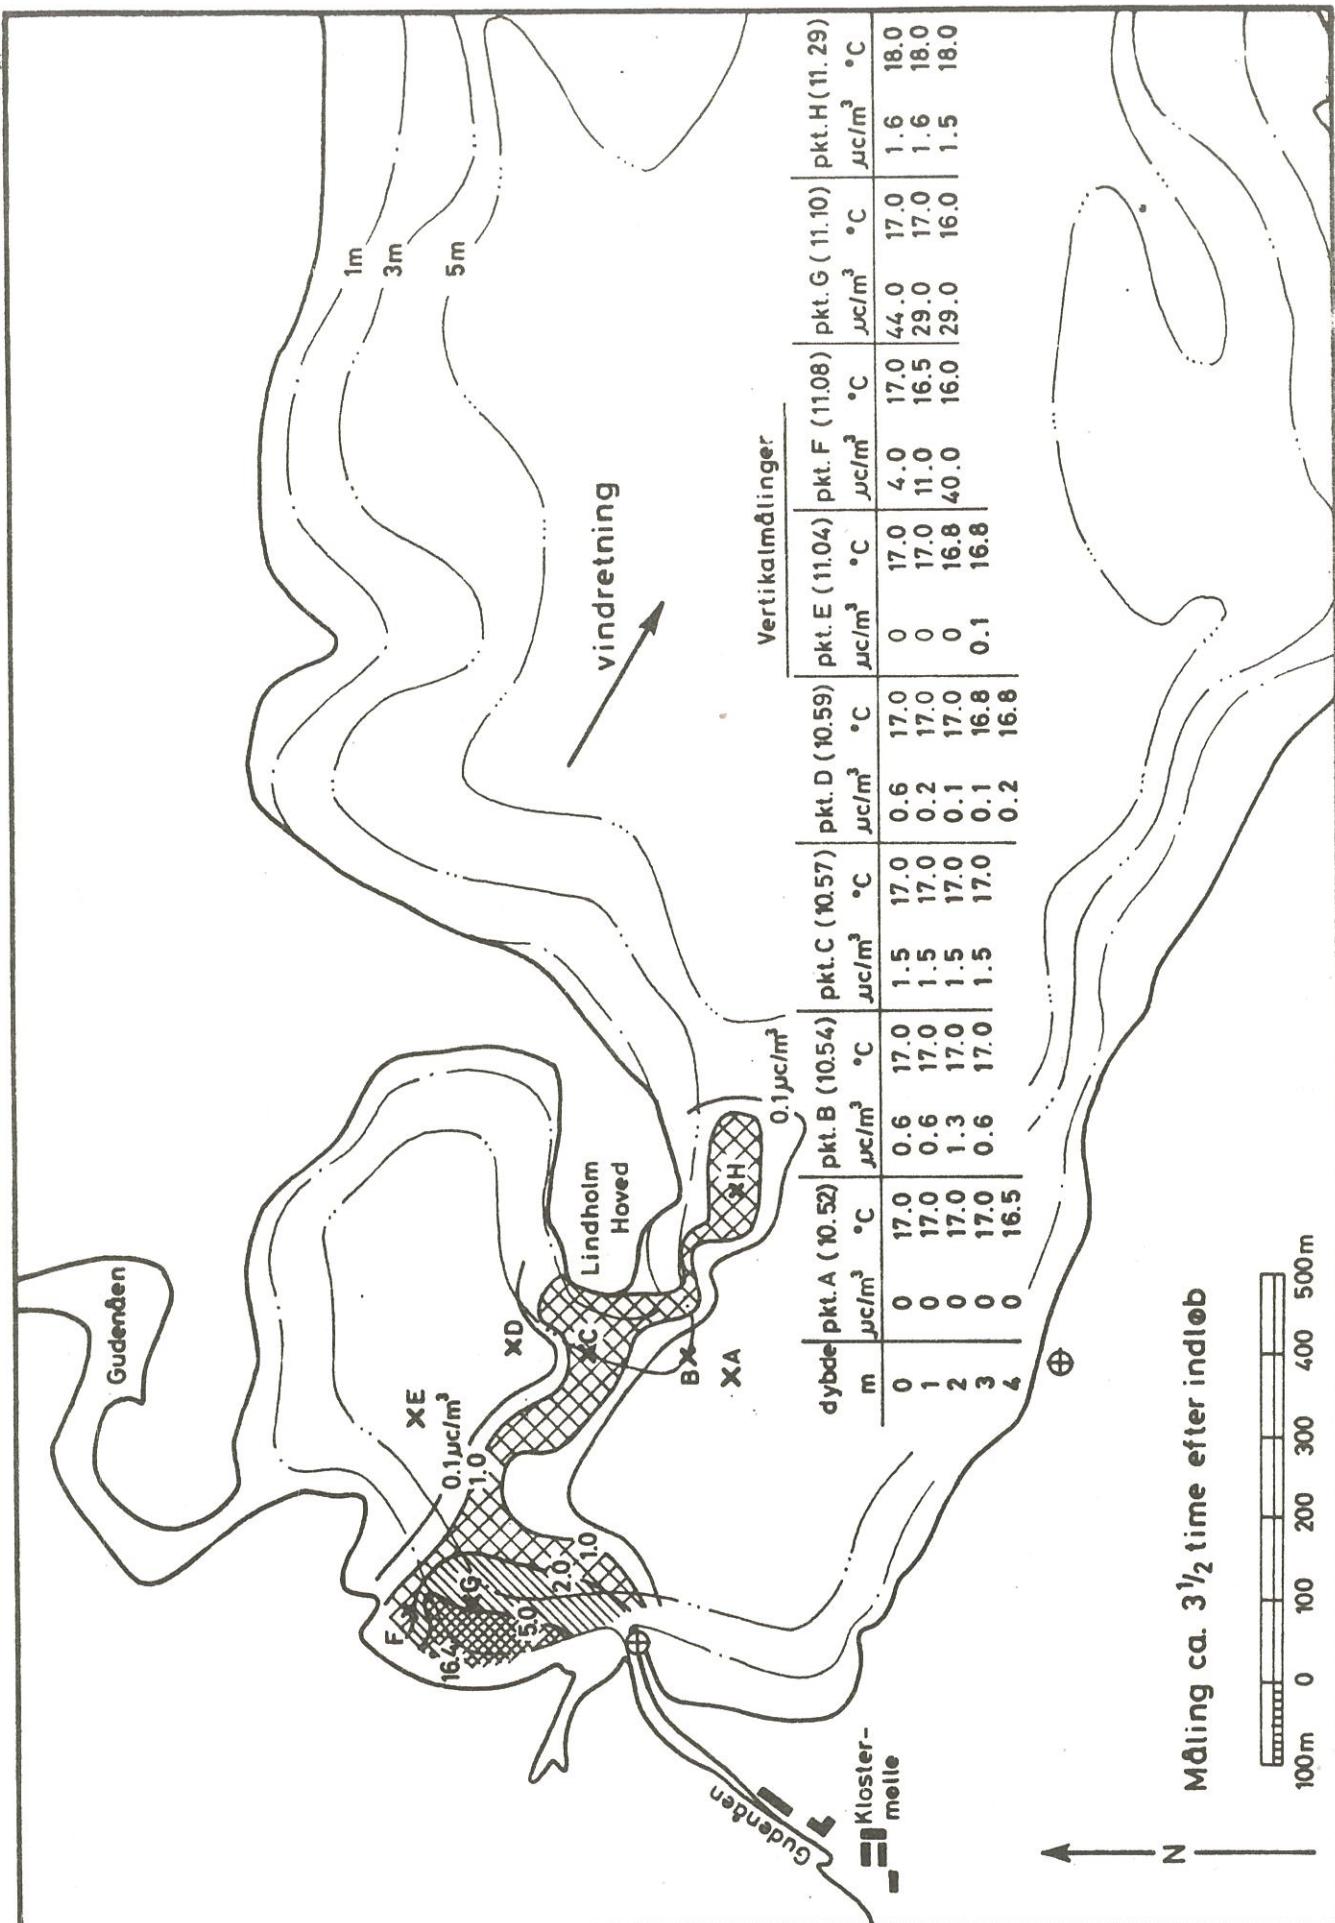 Gudenåen
1m
3m
5m
vindretning
E
0.1µc/m³
1.0
D
C
Lindholm
Hoved
F
G
16.4
5.0
2.0
1.0
B
A
H
0.1µc/m³
Gudenåen
Kloster-
mølle
Vertikalmålinger
dybde pkt. A (10.52) pkt. B (10.54) pkt. C (10.57) pkt. D (10.59) pkt. E (11.04) pkt. F (11.08) pkt. G (11.10) pkt. H (11.29)
m µc/m³ °C µc/m³ °C µc/m³ °C µc/m³ °C µc/m³ °C µc/m³ °C µc/m³ °C µc/m³ °C
0 0 17.0 0.6 17.0 1.5 17.0 0.6 17.0 0 17.0 4.0 17.0 44.0 17.0 1.6 18.0
1 0 17.0 0.6 17.0 1.5 17.0 0.2 17.0 0 17.0 11.0 16.5 29.0 17.0 1.6 18.0
2 0 17.0 1.3 17.0 1.5 17.0 0.1 17.0 0 16.8 40.0 16.0 29.0 16.0 1.5 18.0
3 0 17.0 0.6 17.0 1.5 17.0 0.1 16.8 0.1 16.8
4 0 16.5 0.2 16.8
N
Måling ca. 3 1/2 time efter indløb
100m 0 100 200 300 400 500m